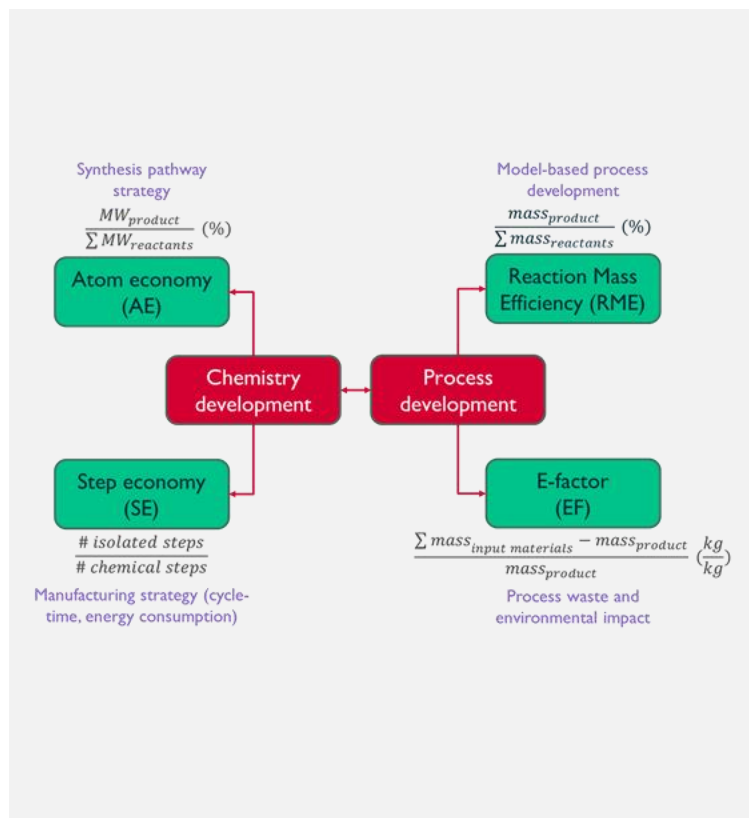 Synthesis pathway
strategy
MW_product / ∑ MW_reactants (%)
Atom economy
(AE)
Model-based process
development
mass_product / ∑ mass_reactants (%)
Reaction Mass
Efficiency (RME)
Chemistry
development
Process
development
Step economy
(SE)
# isolated steps
# chemical steps
Manufacturing strategy (cycle-
time, energy consumption)
E-factor
(EF)
∑ mass_input materials − mass_product / mass_product (kg/kg)
Process waste and
environmental impact